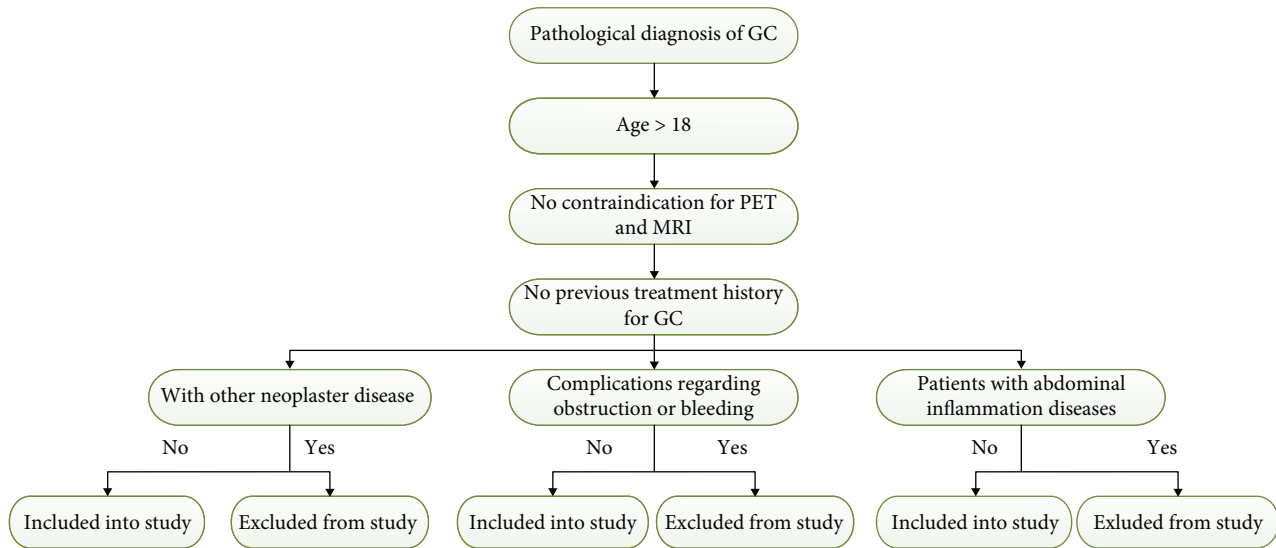 Pathological diagnosis of GC
Age > 18
No contraindication for PET
and MRI
No previous treatment history
for GC
With other neoplaster disease
Complications regarding
obstruction or bleeding
Patients with abdominal
inflammation diseases
No
Yes
No
Yes
No
Yes
Included into study
Excluded from study
Included into study
Excluded from study
Included into study
Exluded from study